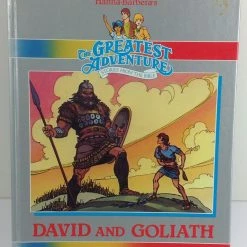 Hanna-Barbera's
The GREATEST
ADVENTURE
STORIES FROM THE BIBLE
DAVID AND GOLIATH